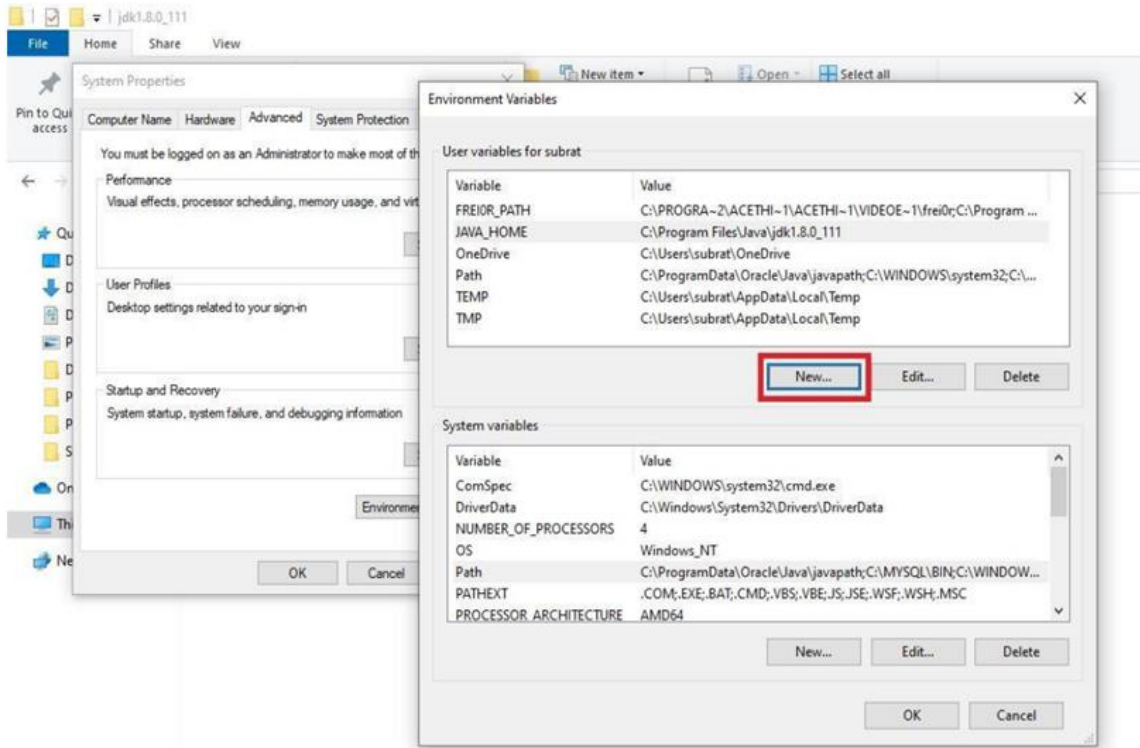 jdk1.8.0_111
File Home Share View
Pin to Qui
access
New item
Open
Select all
System Properties
Computer Name Hardware Advanced System Protection
You must be logged on as an Administrator to make most of th
Performance
Visual effects, processor scheduling, memory usage, and virt
User Profiles
Desktop settings related to your sign-in
Startup and Recovery
System startup, system failure, and debugging information
Environmen
OK Cancel
Qu
D
D
D
P
D
P
P
S
On
Thi
Ne
Environment Variables
User variables for subrat
Variable Value
FREI0R_PATH C:\PROGRA~2\ACETHI~1\ACETHI~1\VIDEOE~1\frei0r;C:\Program ...
JAVA_HOME C:\Program Files\Java\jdk1.8.0_111
OneDrive C:\Users\subrat\OneDrive
Path C:\ProgramData\Oracle\Java\javapath;C:\WINDOWS\system32;C:\...
TEMP C:\Users\subrat\AppData\Local\Temp
TMP C:\Users\subrat\AppData\Local\Temp
New... Edit... Delete
System variables
Variable Value
ComSpec C:\WINDOWS\system32\cmd.exe
DriverData C:\Windows\System32\Drivers\DriverData
NUMBER_OF_PROCESSORS 4
OS Windows_NT
Path C:\ProgramData\Oracle\Java\javapath;C:\MYSQL\BIN;C:\WINDOW...
PATHEXT .COM;.EXE;.BAT;.CMD;.VBS;.VBE;.JS;.JSE;.WSF;.WSH;.MSC
PROCESSOR_ARCHITECTURE AMD64
New... Edit... Delete
OK Cancel